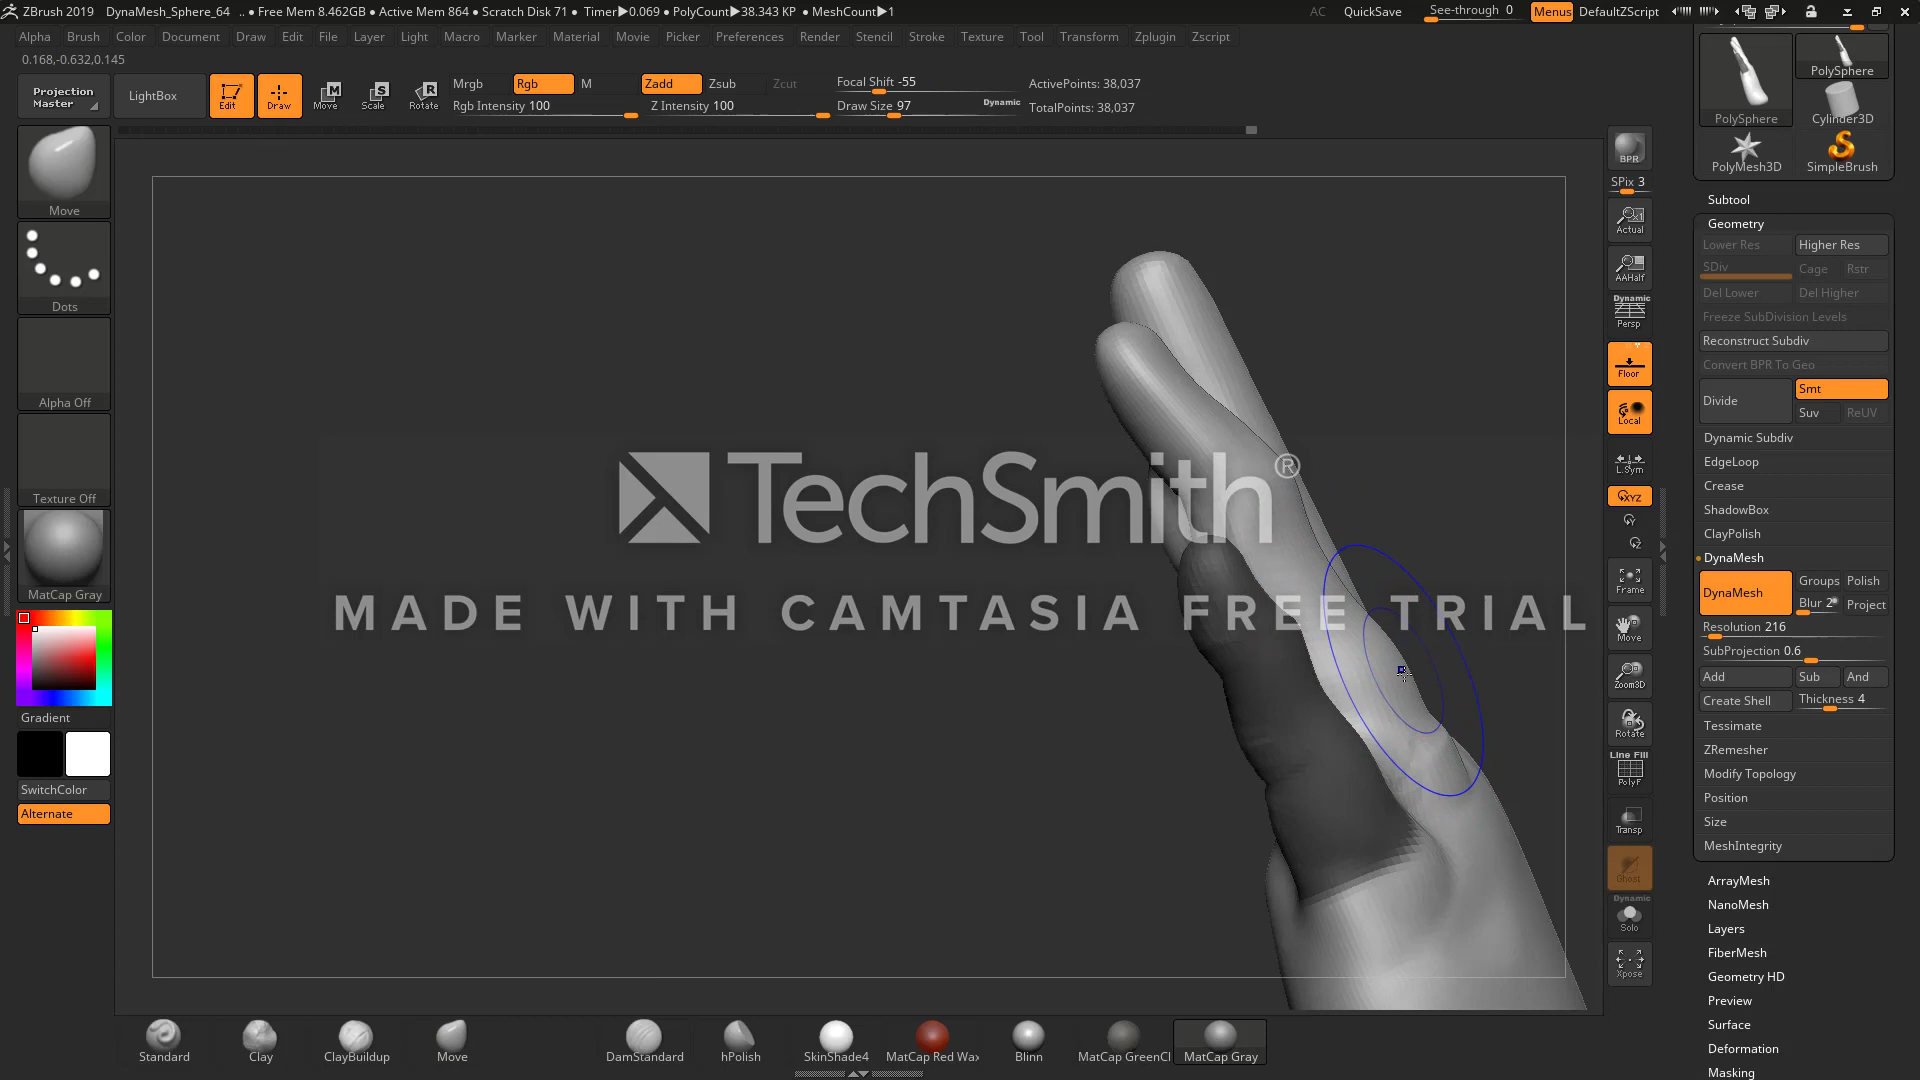 ZBrush 2019 DynaMesh_Sphere_64 .. • Free Mem 8.462GB • Active Mem 864 • Scratch Disk 71 • Timer▶0.069 • PolyCount▶38.343 KP • MeshCount▶1 AC QuickSave See-through 0 Menus DefaultZScript
Alpha Brush Color Document Draw Edit File Layer Light Macro Marker Material Movie Picker Preferences Render Stencil Stroke Texture Tool Transform Zplugin Zscript
0.168,-0.632,0.145
Projection Master
LightBox
Edit
Draw
Move
Scale
Rotate
Mrgb Rgb M
Rgb Intensity 100
Zadd Zsub Zcut
Z Intensity 100
Focal Shift -55
Draw Size 97
Dynamic
ActivePoints: 38,037
TotalPoints: 38,037
Move
Dots
Alpha Off
Texture Off
MatCap Gray
Gradient
SwitchColor
Alternate
TechSmith®
MADE WITH CAMTASIA FREE TRIAL
BPR
SPix 3
Actual
AAHalf
Dynamic
Persp
Floor
Local
L.Sym
XYZ
Y
Z
Frame
Move
Zoom3D
Rotate
Line Fill
PolyF
Transp
Ghost
Dynamic
Solo
Xpose
PolySphere
PolySphere
Cylinder3D
PolyMesh3D
SimpleBrush
Subtool
Geometry
Lower Res Higher Res
SDiv Cage Rstr
Del Lower Del Higher
Freeze SubDivision Levels
Reconstruct Subdiv
Convert BPR To Geo
Divide Smt
Suv ReUV
Dynamic Subdiv
EdgeLoop
Crease
ShadowBox
ClayPolish
DynaMesh
DynaMesh Groups Polish
Blur 2 Project
Resolution 216
SubProjection 0.6
Add Sub And
Create Shell Thickness 4
Tessimate
ZRemesher
Modify Topology
Position
Size
MeshIntegrity
ArrayMesh
NanoMesh
Layers
FiberMesh
Geometry HD
Preview
Surface
Deformation
Masking
Standard Clay ClayBuildup Move DamStandard hPolish SkinShade4 MatCap Red Wax Blinn MatCap GreenCl MatCap Gray